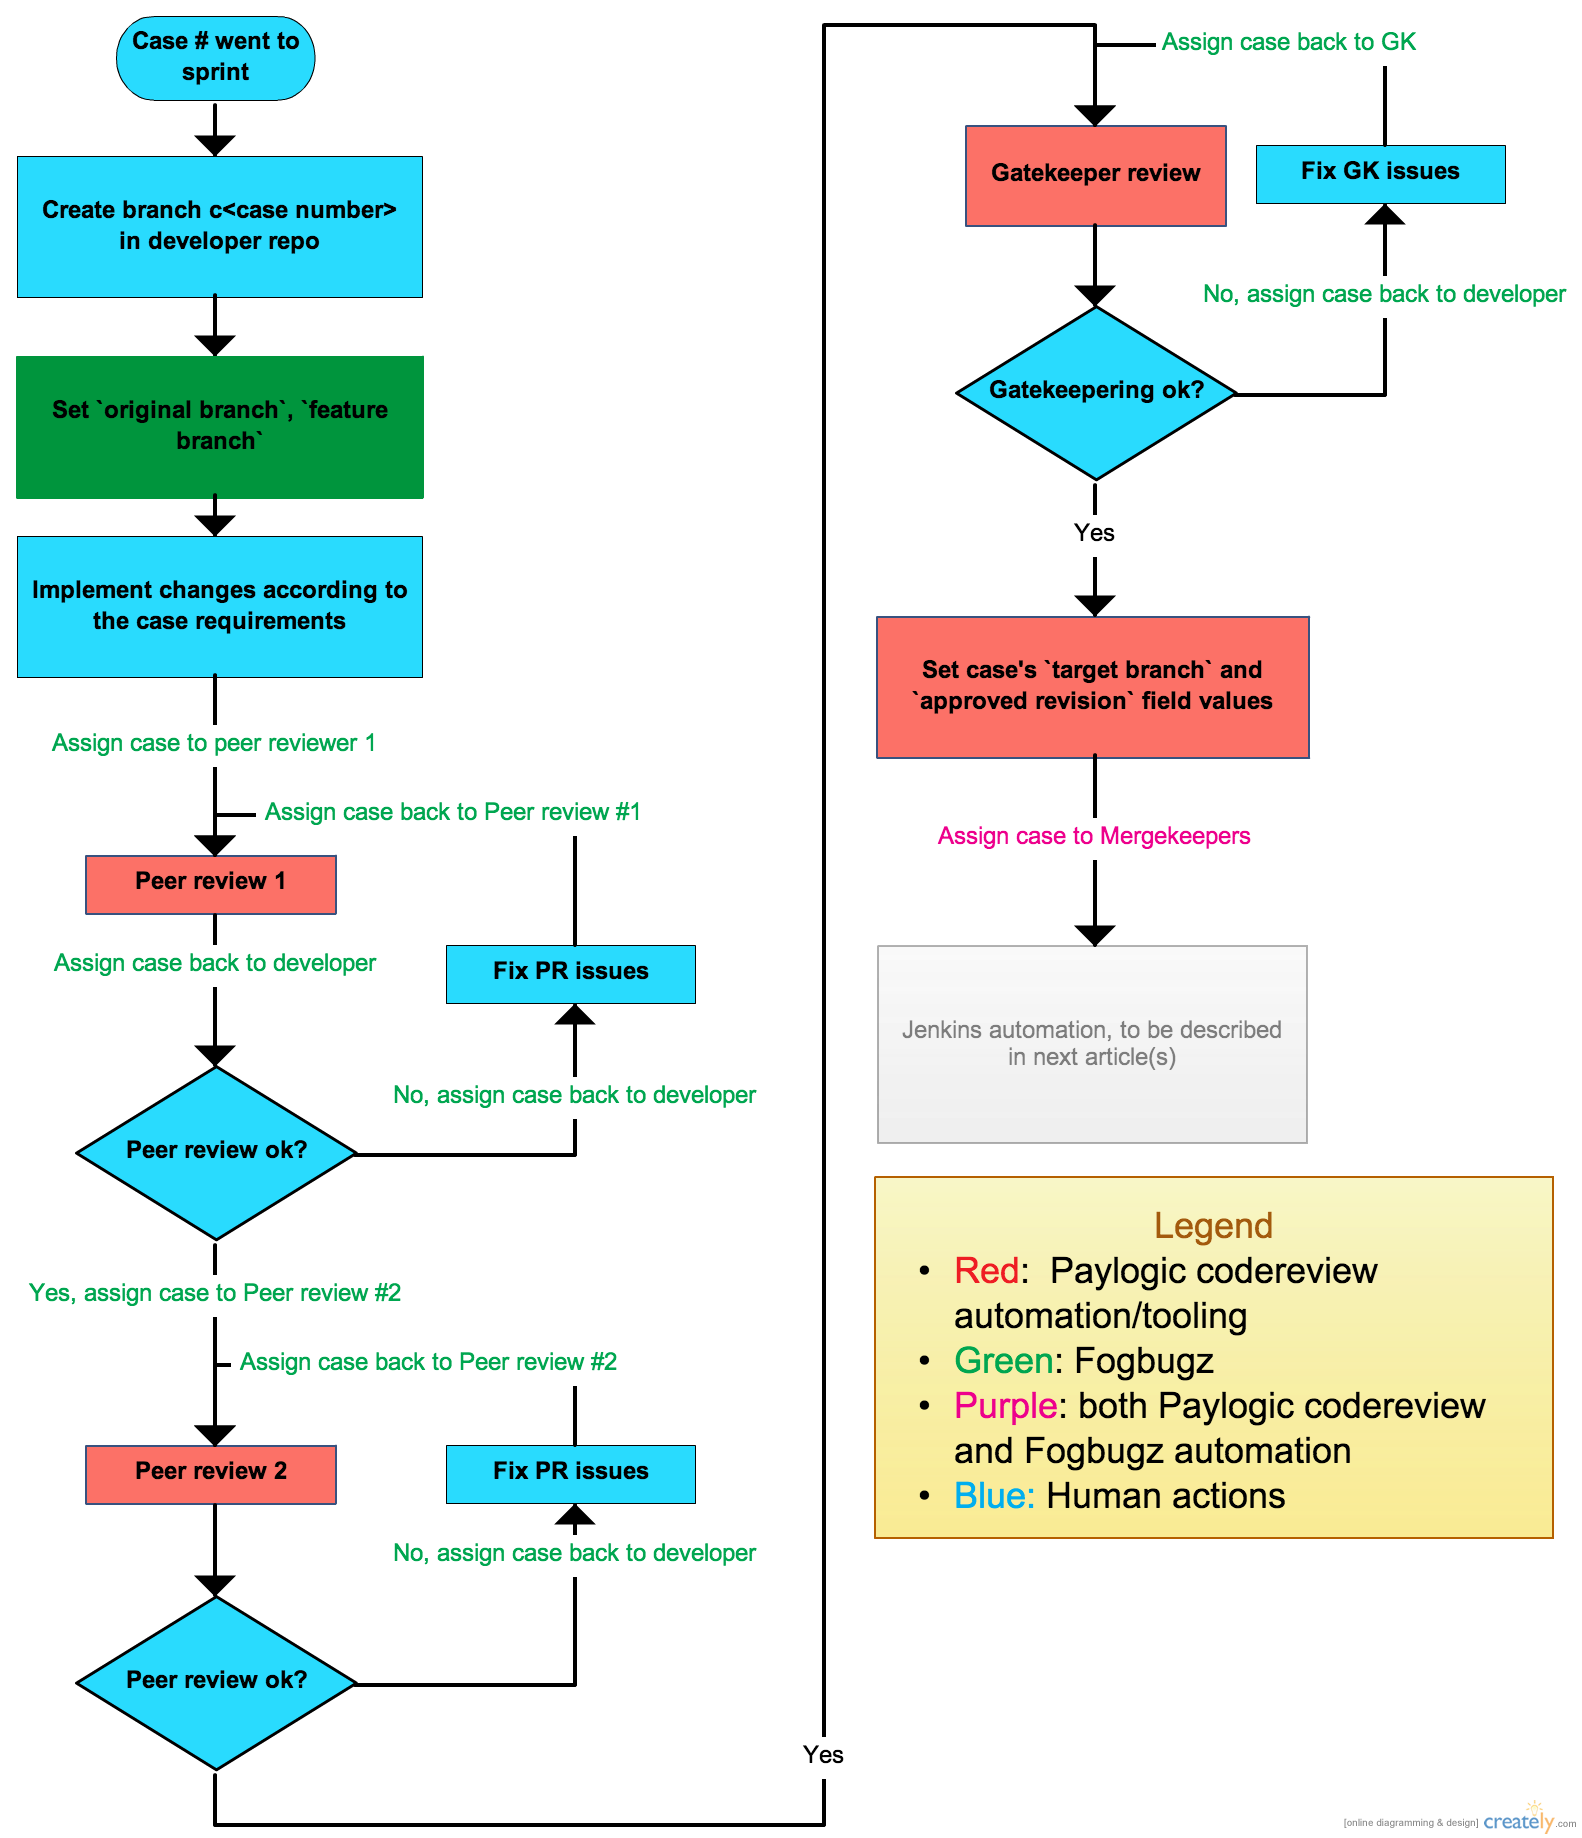 Case # went to
sprint
Create branch c<case number>
in developer repo
Set `original branch`, `feature
branch`
Implement changes according to
the case requirements
Assign case to peer reviewer 1
Assign case back to Peer review #1
Peer review 1
Assign case back to developer
Fix PR issues
No, assign case back to developer
Peer review ok?
Yes, assign case to Peer review #2
Assign case back to Peer review #2
Peer review 2
Fix PR issues
No, assign case back to developer
Peer review ok?
Yes
Assign case back to GK
Gatekeeper review
Fix GK issues
No, assign case back to developer
Gatekeepering ok?
Yes
Set case's `target branch` and
`approved revision` field values
Assign case to Mergekeepers
Jenkins automation, to be described
in next article(s)
Legend
• Red:  Paylogic codereview
automation/tooling
• Green: Fogbugz
• Purple: both Paylogic codereview
and Fogbugz automation
• Blue: Human actions
[online diagramming & design] creately.com